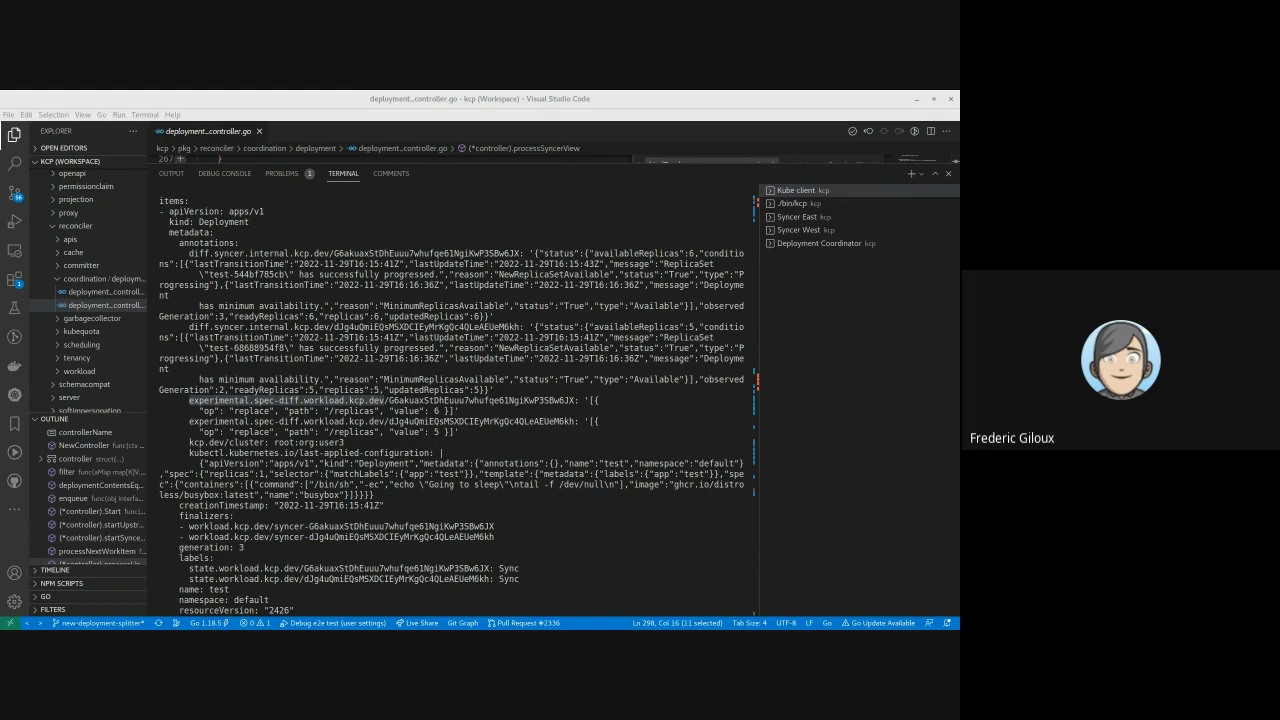 deployment_controller.go - kcp (Workspace) - Visual Studio Code
File Edit Selection View Go Run Terminal Help
EXPLORER
deployment_controller.go
OPEN EDITORS
kcp > pkg > reconciler > coordination > deployment > deployment_controller.go > (*controller).processSyncerView
KCP (WORKSPACE)
267
}
openapi
permissionclaim
projection
proxy
reconciler
apis
cache
committer
coordination / deploym...
deployment_controll...
deployment_controll...
garbagecollector
kubequota
scheduling
tenancy
workload
schemacompat
server
softimpersonation
OUTLINE
controllerName
NewController func(ctx ...
controller struct{...}
filter func(aMap map[K]V, ...
deploymentContentsEq...
enqueue func(obj interfa...
(*controller).Start func(...
(*controller).startUpstr...
(*controller).startSynce...
processNextWorkItem f...
TIMELINE
NPM SCRIPTS
GO
FILTERS
OUTPUT DEBUG CONSOLE PROBLEMS 1 TERMINAL COMMENTS
items:
- apiVersion: apps/v1
kind: Deployment
metadata:
annotations:
diff.syncer.internal.kcp.dev/G6akuaxStDhEuuu7whufqe61NgiKwP3SBw6JX: '{"status":{"availableReplicas":6,"conditio
ns":[{"lastTransitionTime":"2022-11-29T16:15:41Z","lastUpdateTime":"2022-11-29T16:15:43Z","message":"ReplicaSet
\"test-544bf785cb\" has successfully progressed.","reason":"NewReplicaSetAvailable","status":"True","type":"P
rogressing"},{"lastTransitionTime":"2022-11-29T16:16:36Z","lastUpdateTime":"2022-11-29T16:16:36Z","message":"Deployme
nt
has minimum availability.","reason":"MinimumReplicasAvailable","status":"True","type":"Available"}],"observed
Generation":3,"readyReplicas":6,"replicas":6,"updatedReplicas":6}}'
diff.syncer.internal.kcp.dev/dJg4uQmiEQsMSXDCIEyMrKgQc4QLeAEUeM6kh: '{"status":{"availableReplicas":5,"conditio
ns":[{"lastTransitionTime":"2022-11-29T16:15:41Z","lastUpdateTime":"2022-11-29T16:15:41Z","message":"ReplicaSet
\"test-68688954f8\" has successfully progressed.","reason":"NewReplicaSetAvailable","status":"True","type":"P
rogressing"},{"lastTransitionTime":"2022-11-29T16:16:36Z","lastUpdateTime":"2022-11-29T16:16:36Z","message":"Deployme
nt
has minimum availability.","reason":"MinimumReplicasAvailable","status":"True","type":"Available"}],"observed
Generation":2,"readyReplicas":5,"replicas":5,"updatedReplicas":5}}'
experimental.spec-diff.workload.kcp.dev/G6akuaxStDhEuuu7whufqe61NgiKwP3SBw6JX: '[{
"op": "replace", "path": "/replicas", "value": 6 }]'
experimental.spec-diff.workload.kcp.dev/dJg4uQmiEQsMSXDCIEyMrKgQc4QLeAEUeM6kh: '[{
"op": "replace", "path": "/replicas", "value": 5 }]'
kcp.dev/cluster: root:org:user3
kubectl.kubernetes.io/last-applied-configuration: |
{"apiVersion":"apps/v1","kind":"Deployment","metadata":{"annotations":{},"name":"test","namespace":"default"}
,"spec":{"replicas":1,"selector":{"matchLabels":{"app":"test"}},"template":{"metadata":{"labels":{"app":"test"}},"spe
c":{"containers":[{"command":["/bin/sh","-ec","echo \"Going to sleep\"\ntail -f /dev/null\n"],"image":"ghcr.io/distro
less/busybox:latest","name":"busybox"}]}}}}
creationTimestamp: "2022-11-29T16:15:41Z"
finalizers:
- workload.kcp.dev/syncer-G6akuaxStDhEuuu7whufqe61NgiKwP3SBw6JX
- workload.kcp.dev/syncer-dJg4uQmiEQsMSXDCIEyMrKgQc4QLeAEUeM6kh
generation: 3
labels:
state.workload.kcp.dev/G6akuaxStDhEuuu7whufqe61NgiKwP3SBw6JX: Sync
state.workload.kcp.dev/dJg4uQmiEQsMSXDCIEyMrKgQc4QLeAEUeM6kh: Sync
name: test
namespace: default
resourceVersion: "2426"
Kube client kcp
./bin/kcp kcp
Syncer East kcp
Syncer West kcp
Deployment Coordinator kcp
56
1
new-deployment-splitter* Go 1.18.5 0 1 Debug e2e test (user settings) Live Share Git Graph Pull Request #2336
Ln 298, Col 16 (11 selected) Tab Size: 4 UTF-8 LF Go Go Update Available
Frederic Giloux